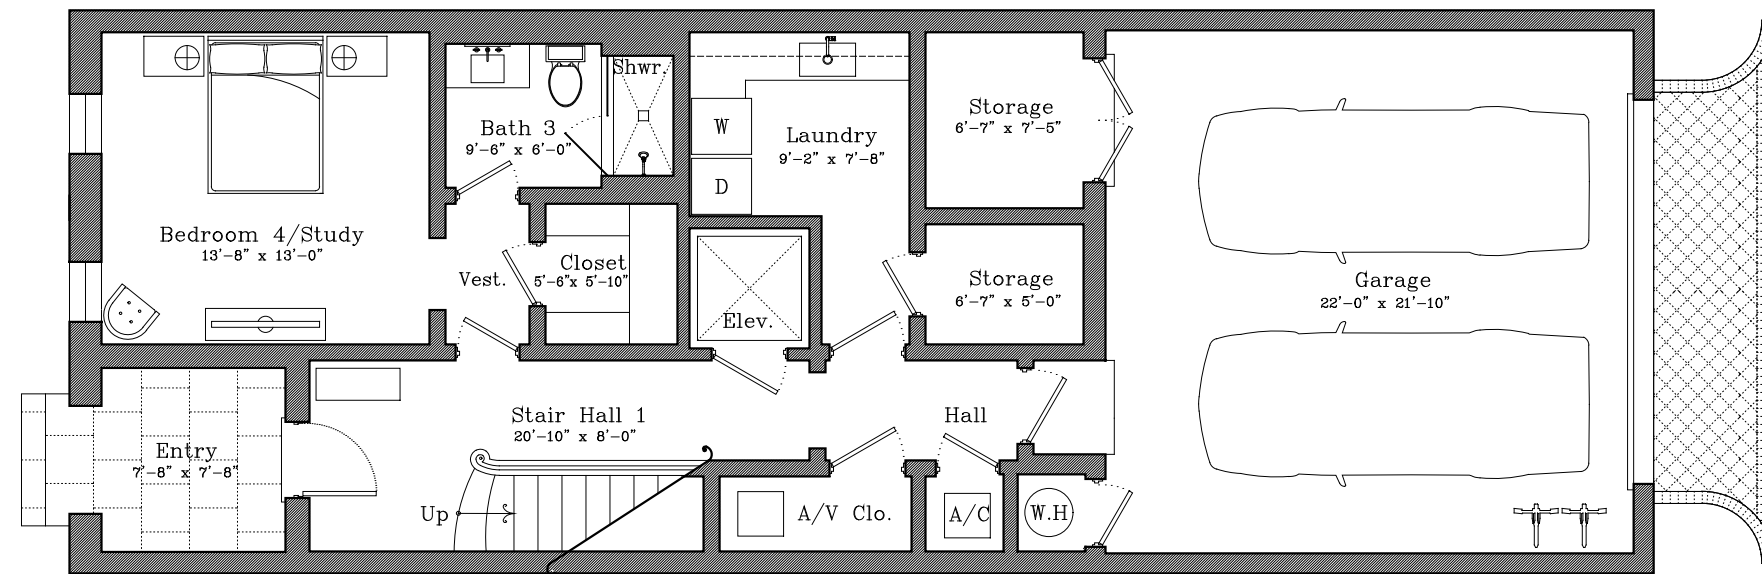 Bedroom 4/Study
13'-8" x 13'-0"
Bath 3
9'-6" x 6'-0"
Shwr.
Vest.
Closet
5'-6"x 5'-10"
W
D
Laundry
9'-2" x 7'-8"
Elev.
Storage
6'-7" x 7'-5"
Storage
6'-7" x 5'-0"
Garage
22'-0" x 21'-10"
Entry
7'-8" x 7'-8"
Stair Hall 1
20'-10" x 8'-0"
Hall
Up
A/V Clo.
A/C
W.H